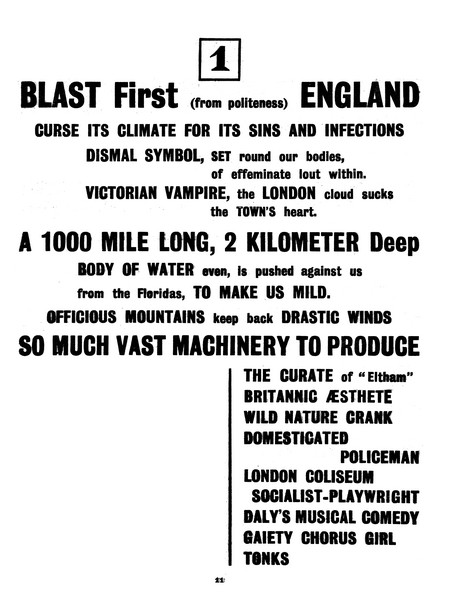 1
BLAST First (from politeness) ENGLAND
CURSE ITS CLIMATE FOR ITS SINS AND INFECTIONS
DISMAL SYMBOL, SET round our bodies,
of effeminate lout within.
VICTORIAN VAMPIRE, the LONDON cloud sucks
the TOWN'S heart.
A 1000 MILE LONG, 2 KILOMETER Deep
BODY OF WATER even, is pushed against us
from the Floridas, TO MAKE US MILD.
OFFICIOUS MOUNTAINS keep back DRASTIC WINDS
SO MUCH VAST MACHINERY TO PRODUCE
THE CURATE of "Eltham"
BRITANNIC ÆSTHETE
WILD NATURE CRANK
DOMESTICATED
POLICEMAN
LONDON COLISEUM
SOCIALIST-PLAYWRIGHT
DALY'S MUSICAL COMEDY
GAIETY CHORUS GIRL
TONKS
11